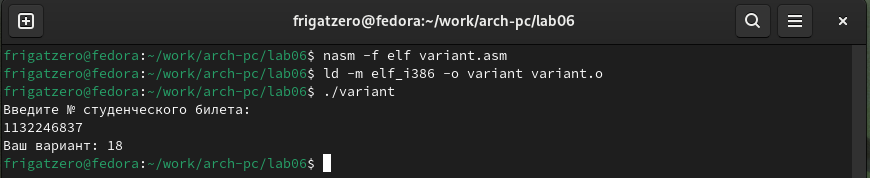 frigatzero@fedora:~/work/arch-pc/lab06
frigatzero@fedora:~/work/arch-pc/lab06$ nasm -f elf variant.asm
frigatzero@fedora:~/work/arch-pc/lab06$ ld -m elf_i386 -o variant variant.o
frigatzero@fedora:~/work/arch-pc/lab06$ ./variant
Введите № студенческого билета:
1132246837
Ваш вариант: 18
frigatzero@fedora:~/work/arch-pc/lab06$